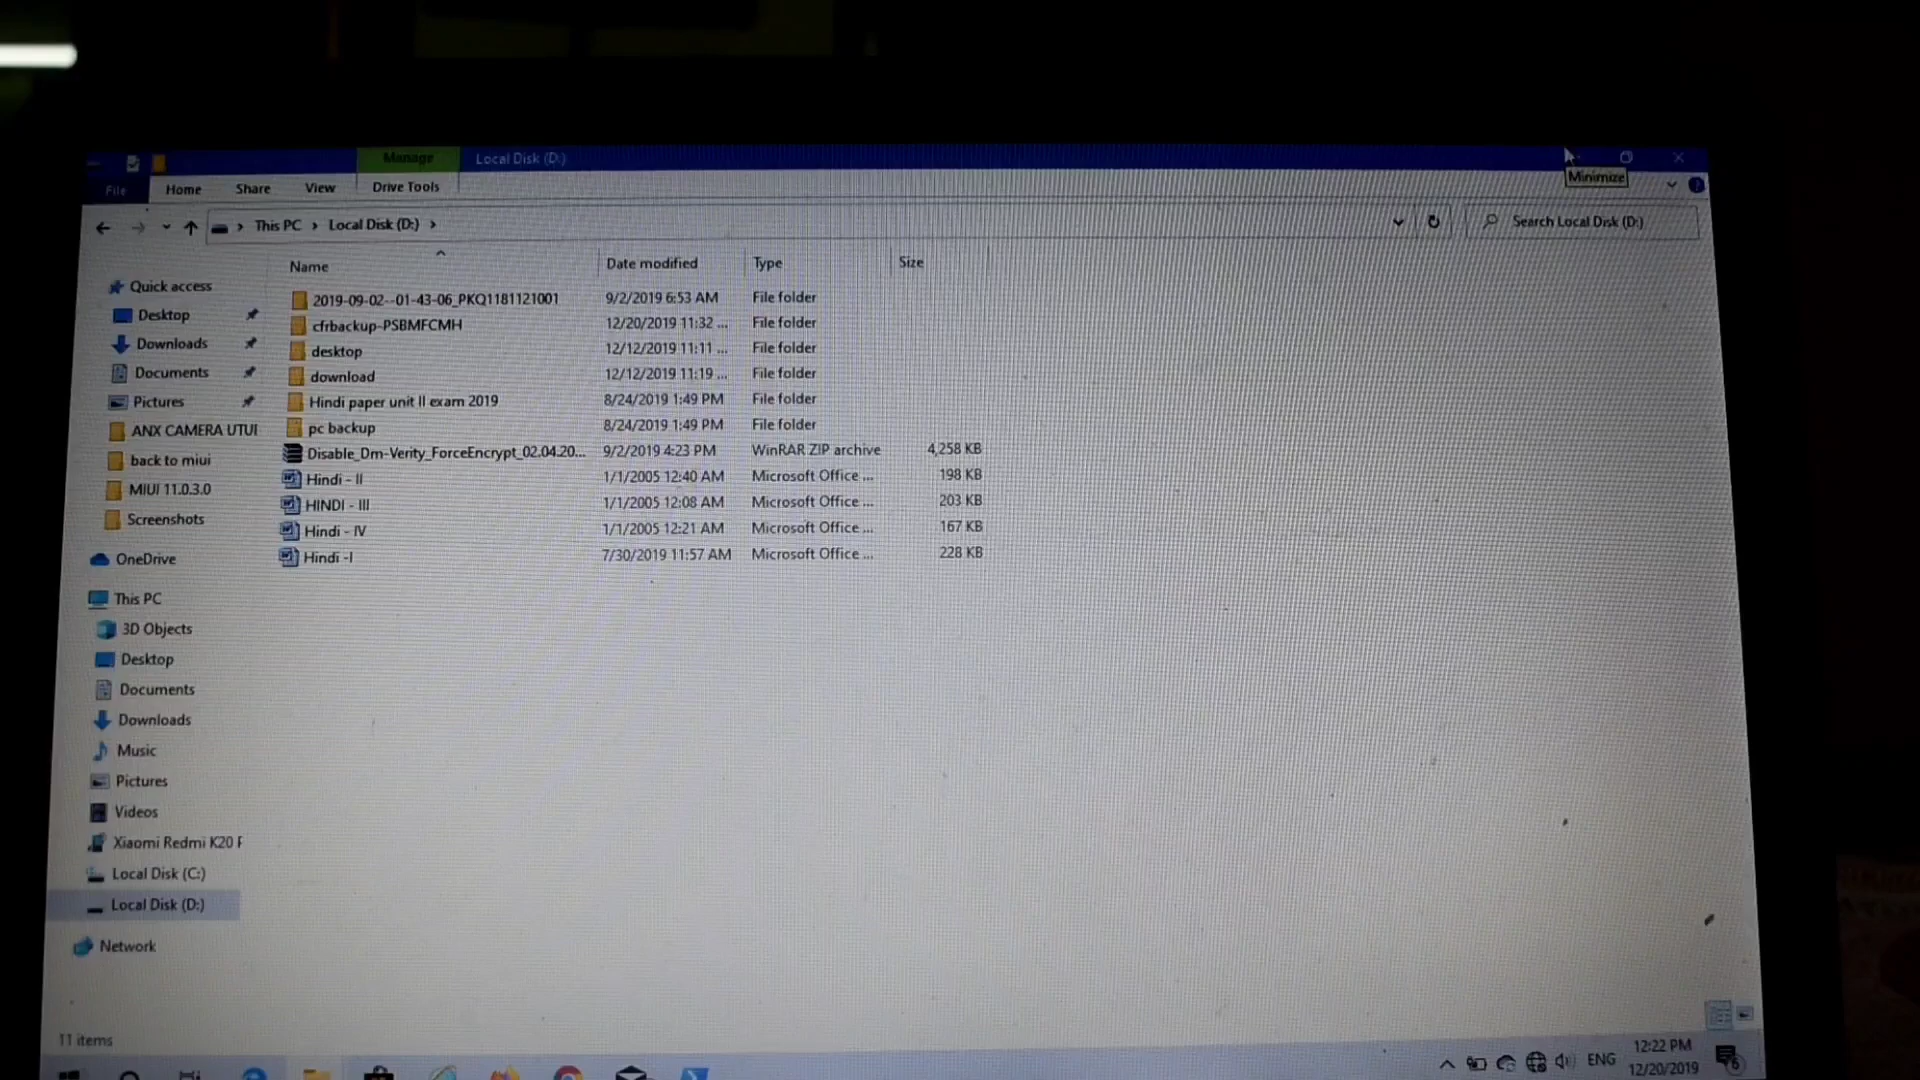 Manage
Local Disk (D:)
Minimize
File
Home
Share
View
Drive Tools
This PC
Local Disk (D:)
Search Local Disk (D:)
Name
Date modified
Type
Size
2019-09-02--01-43-06_PKQ1181121001
9/2/2019 6:53 AM
File folder
cfrbackup-PSBMFCMH
12/20/2019 11:32 ...
File folder
desktop
12/12/2019 11:11 ...
File folder
download
12/12/2019 11:19 ...
File folder
Hindi paper unit II exam 2019
8/24/2019 1:49 PM
File folder
pc backup
8/24/2019 1:49 PM
File folder
Disable_Dm-Verity_ForceEncrypt_02.04.20...
9/2/2019 4:23 PM
WinRAR ZIP archive
4,258 KB
Hindi - II
1/1/2005 12:40 AM
Microsoft Office ...
198 KB
HINDI - III
1/1/2005 12:08 AM
Microsoft Office ...
203 KB
Hindi - IV
1/1/2005 12:21 AM
Microsoft Office ...
167 KB
Hindi -I
7/30/2019 11:57 AM
Microsoft Office ...
228 KB
Quick access
Desktop
Downloads
Documents
Pictures
ANX CAMERA UTUI
back to miui
MIUI 11.0.3.0
Screenshots
OneDrive
This PC
3D Objects
Desktop
Documents
Downloads
Music
Pictures
Videos
Xiaomi Redmi K20 F
Local Disk (C:)
Local Disk (D:)
Network
11 items
ENG
12:22 PM
12/20/2019
6